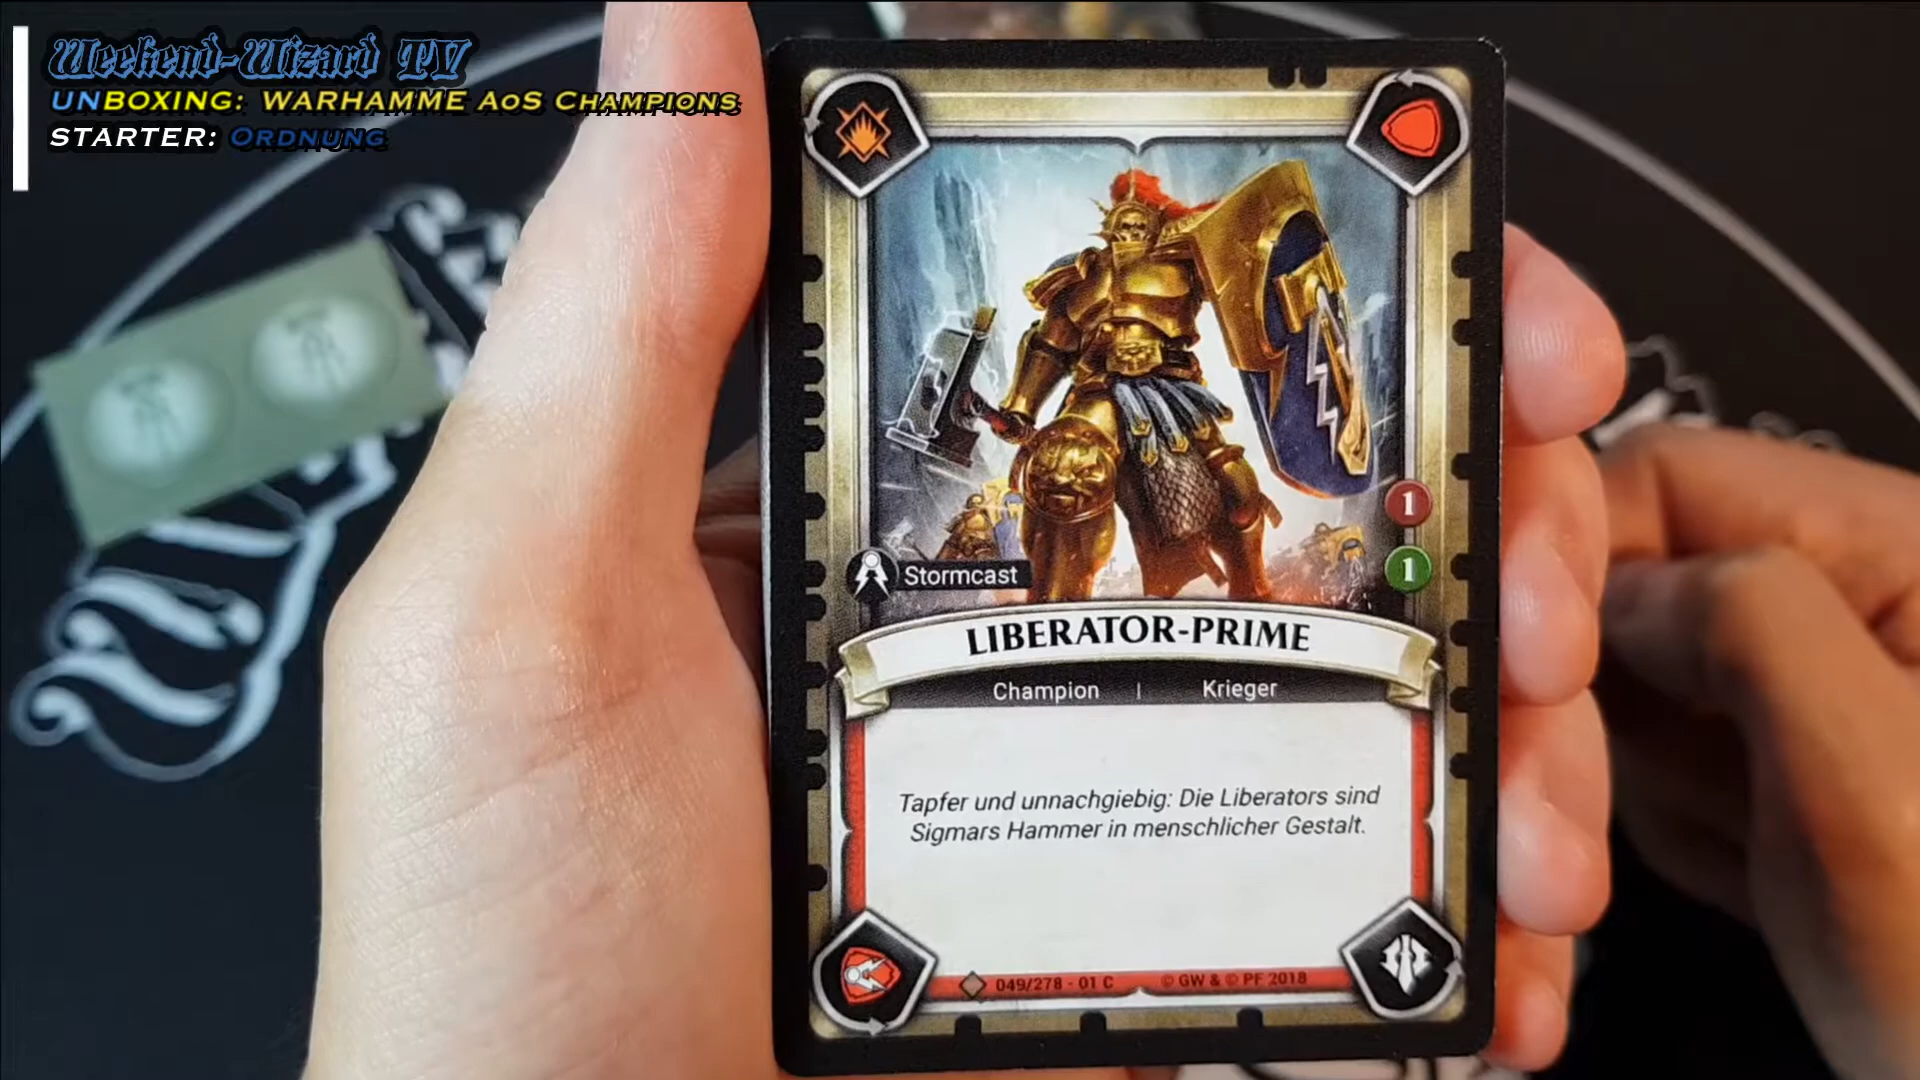 Weekend-Wizard TV
UNBOXING: WARHAMME AoS CHAMPIONS
STARTER: ORDNUNG
1
1
Stormcast
LIBERATOR-PRIME
Champion | Krieger
Tapfer und unnachgiebig: Die Liberators sind
Sigmars Hammer in menschlicher Gestalt.
049/278 - 01 C © GW & © PF 2018